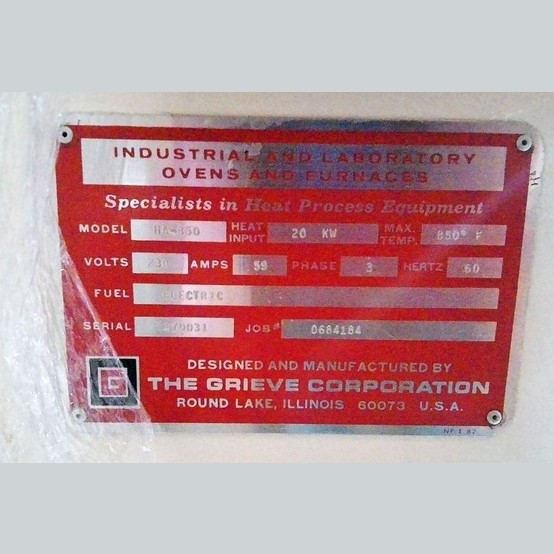 INDUSTRIAL AND LABORATORY
OVENS AND FURNACES
Specialists in Heat Process Equipment
MODEL HA-850 HEAT INPUT 20 KW MAX. TEMP. 850° F
VOLTS 230 AMPS 59 PHASE 3 HERTZ 60
FUEL ELECTRIC
SERIAL JOB 0684184
DESIGNED AND MANUFACTURED BY
THE GRIEVE CORPORATION
ROUND LAKE, ILLINOIS 60073 U.S.A.